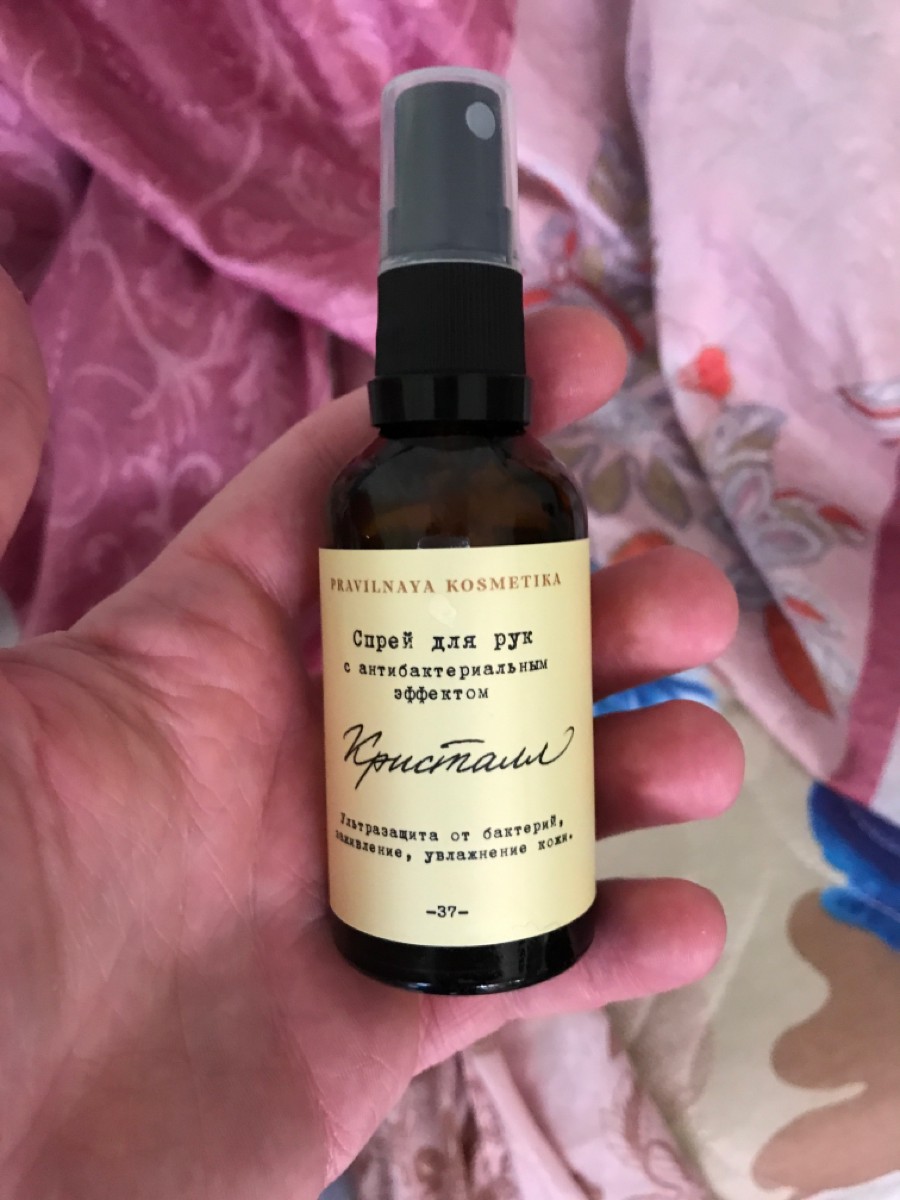 PRAVILNAYA KOSMETIKA
Спрей для рук
с антибактериальным
эффектом
Кристалл
Ультразащита от бактерий,
заживление, увлажнение кожи.
–37–